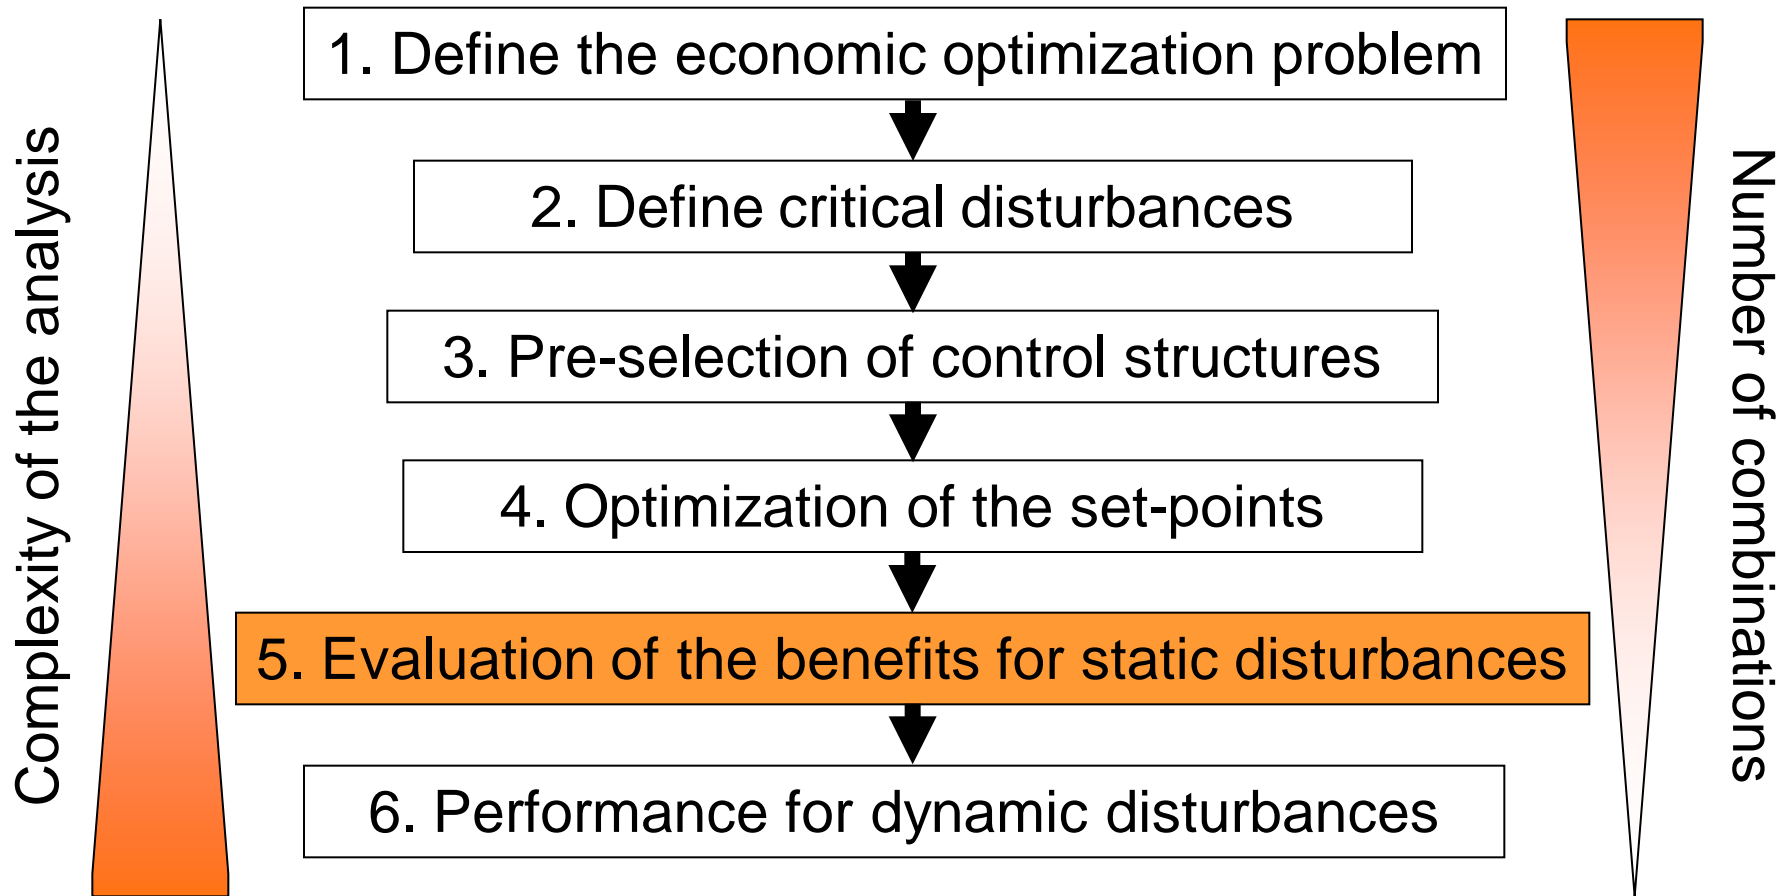 Complexity of the analysis
1. Define the economic optimization problem
2. Define critical disturbances
3. Pre-selection of control structures
4. Optimization of the set-points
5. Evaluation of the benefits for static disturbances
6. Performance for dynamic disturbances
Number of combinations